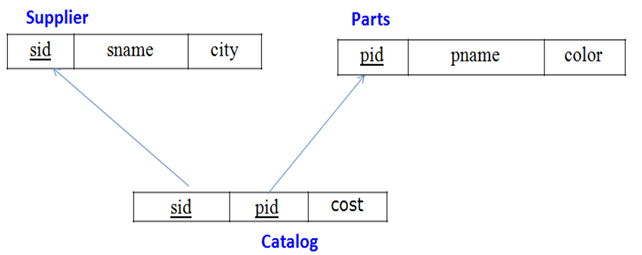 Supplier
sid sname city
Parts
pid pname color
sid pid cost
Catalog